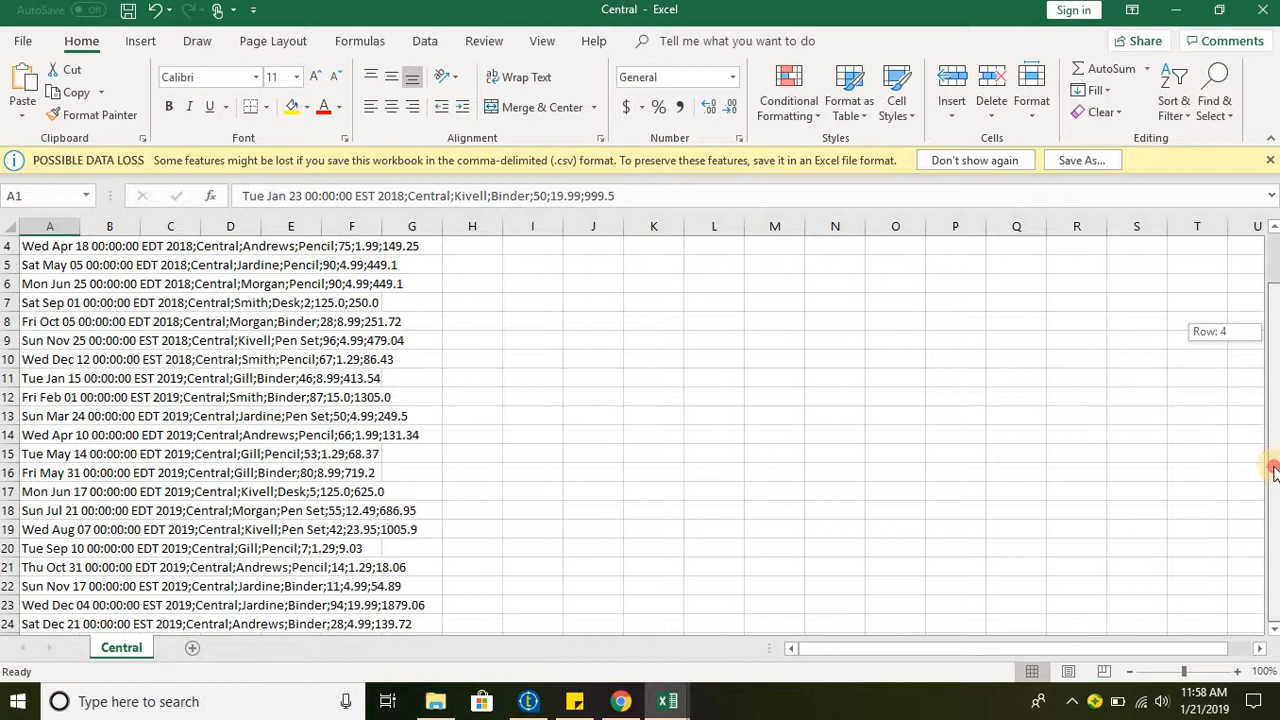 AutoSave Off
Central - Excel
Sign in
File Home Insert Draw Page Layout Formulas Data Review View Help Tell me what you want to do Share Comments
Paste Cut Copy Format Painter Clipboard
Calibri 11 B I U Font
Wrap Text Merge & Center Alignment
General $ % Number
Conditional Formatting Format as Table Cell Styles Styles
Insert Delete Format Cells
AutoSum Fill Clear Sort & Filter Find & Select Editing
POSSIBLE DATA LOSS Some features might be lost if you save this workbook in the comma-delimited (.csv) format. To preserve these features, save it in an Excel file format. Don't show again Save As...
A1 fx Tue Jan 23 00:00:00 EST 2018;Central;Kivell;Binder;50;19.99;999.5
A B C D E F G H I J K L M N O P Q R S T U
4 Wed Apr 18 00:00:00 EDT 2018;Central;Andrews;Pencil;75;1.99;149.25
5 Sat May 05 00:00:00 EDT 2018;Central;Jardine;Pencil;90;4.99;449.1
6 Mon Jun 25 00:00:00 EDT 2018;Central;Morgan;Pencil;90;4.99;449.1
7 Sat Sep 01 00:00:00 EDT 2018;Central;Smith;Desk;2;125.0;250.0
8 Fri Oct 05 00:00:00 EDT 2018;Central;Morgan;Binder;28;8.99;251.72
Row: 4
9 Sun Nov 25 00:00:00 EST 2018;Central;Kivell;Pen Set;96;4.99;479.04
10 Wed Dec 12 00:00:00 EST 2018;Central;Smith;Pencil;67;1.29;86.43
11 Tue Jan 15 00:00:00 EST 2019;Central;Gill;Binder;46;8.99;413.54
12 Fri Feb 01 00:00:00 EST 2019;Central;Smith;Binder;87;15.0;1305.0
13 Sun Mar 24 00:00:00 EDT 2019;Central;Jardine;Pen Set;50;4.99;249.5
14 Wed Apr 10 00:00:00 EDT 2019;Central;Andrews;Pencil;66;1.99;131.34
15 Tue May 14 00:00:00 EDT 2019;Central;Gill;Pencil;53;1.29;68.37
16 Fri May 31 00:00:00 EDT 2019;Central;Gill;Binder;80;8.99;719.2
17 Mon Jun 17 00:00:00 EDT 2019;Central;Kivell;Desk;5;125.0;625.0
18 Sun Jul 21 00:00:00 EDT 2019;Central;Morgan;Pen Set;55;12.49;686.95
19 Wed Aug 07 00:00:00 EDT 2019;Central;Kivell;Pen Set;42;23.95;1005.9
20 Tue Sep 10 00:00:00 EDT 2019;Central;Gill;Pencil;7;1.29;9.03
21 Thu Oct 31 00:00:00 EDT 2019;Central;Andrews;Pencil;14;1.29;18.06
22 Sun Nov 17 00:00:00 EST 2019;Central;Jardine;Binder;11;4.99;54.89
23 Wed Dec 04 00:00:00 EST 2019;Central;Jardine;Binder;94;19.99;1879.06
24 Sat Dec 21 00:00:00 EST 2019;Central;Andrews;Binder;28;4.99;139.72
Central
Ready 100%
Type here to search
11:58 AM
1/21/2019